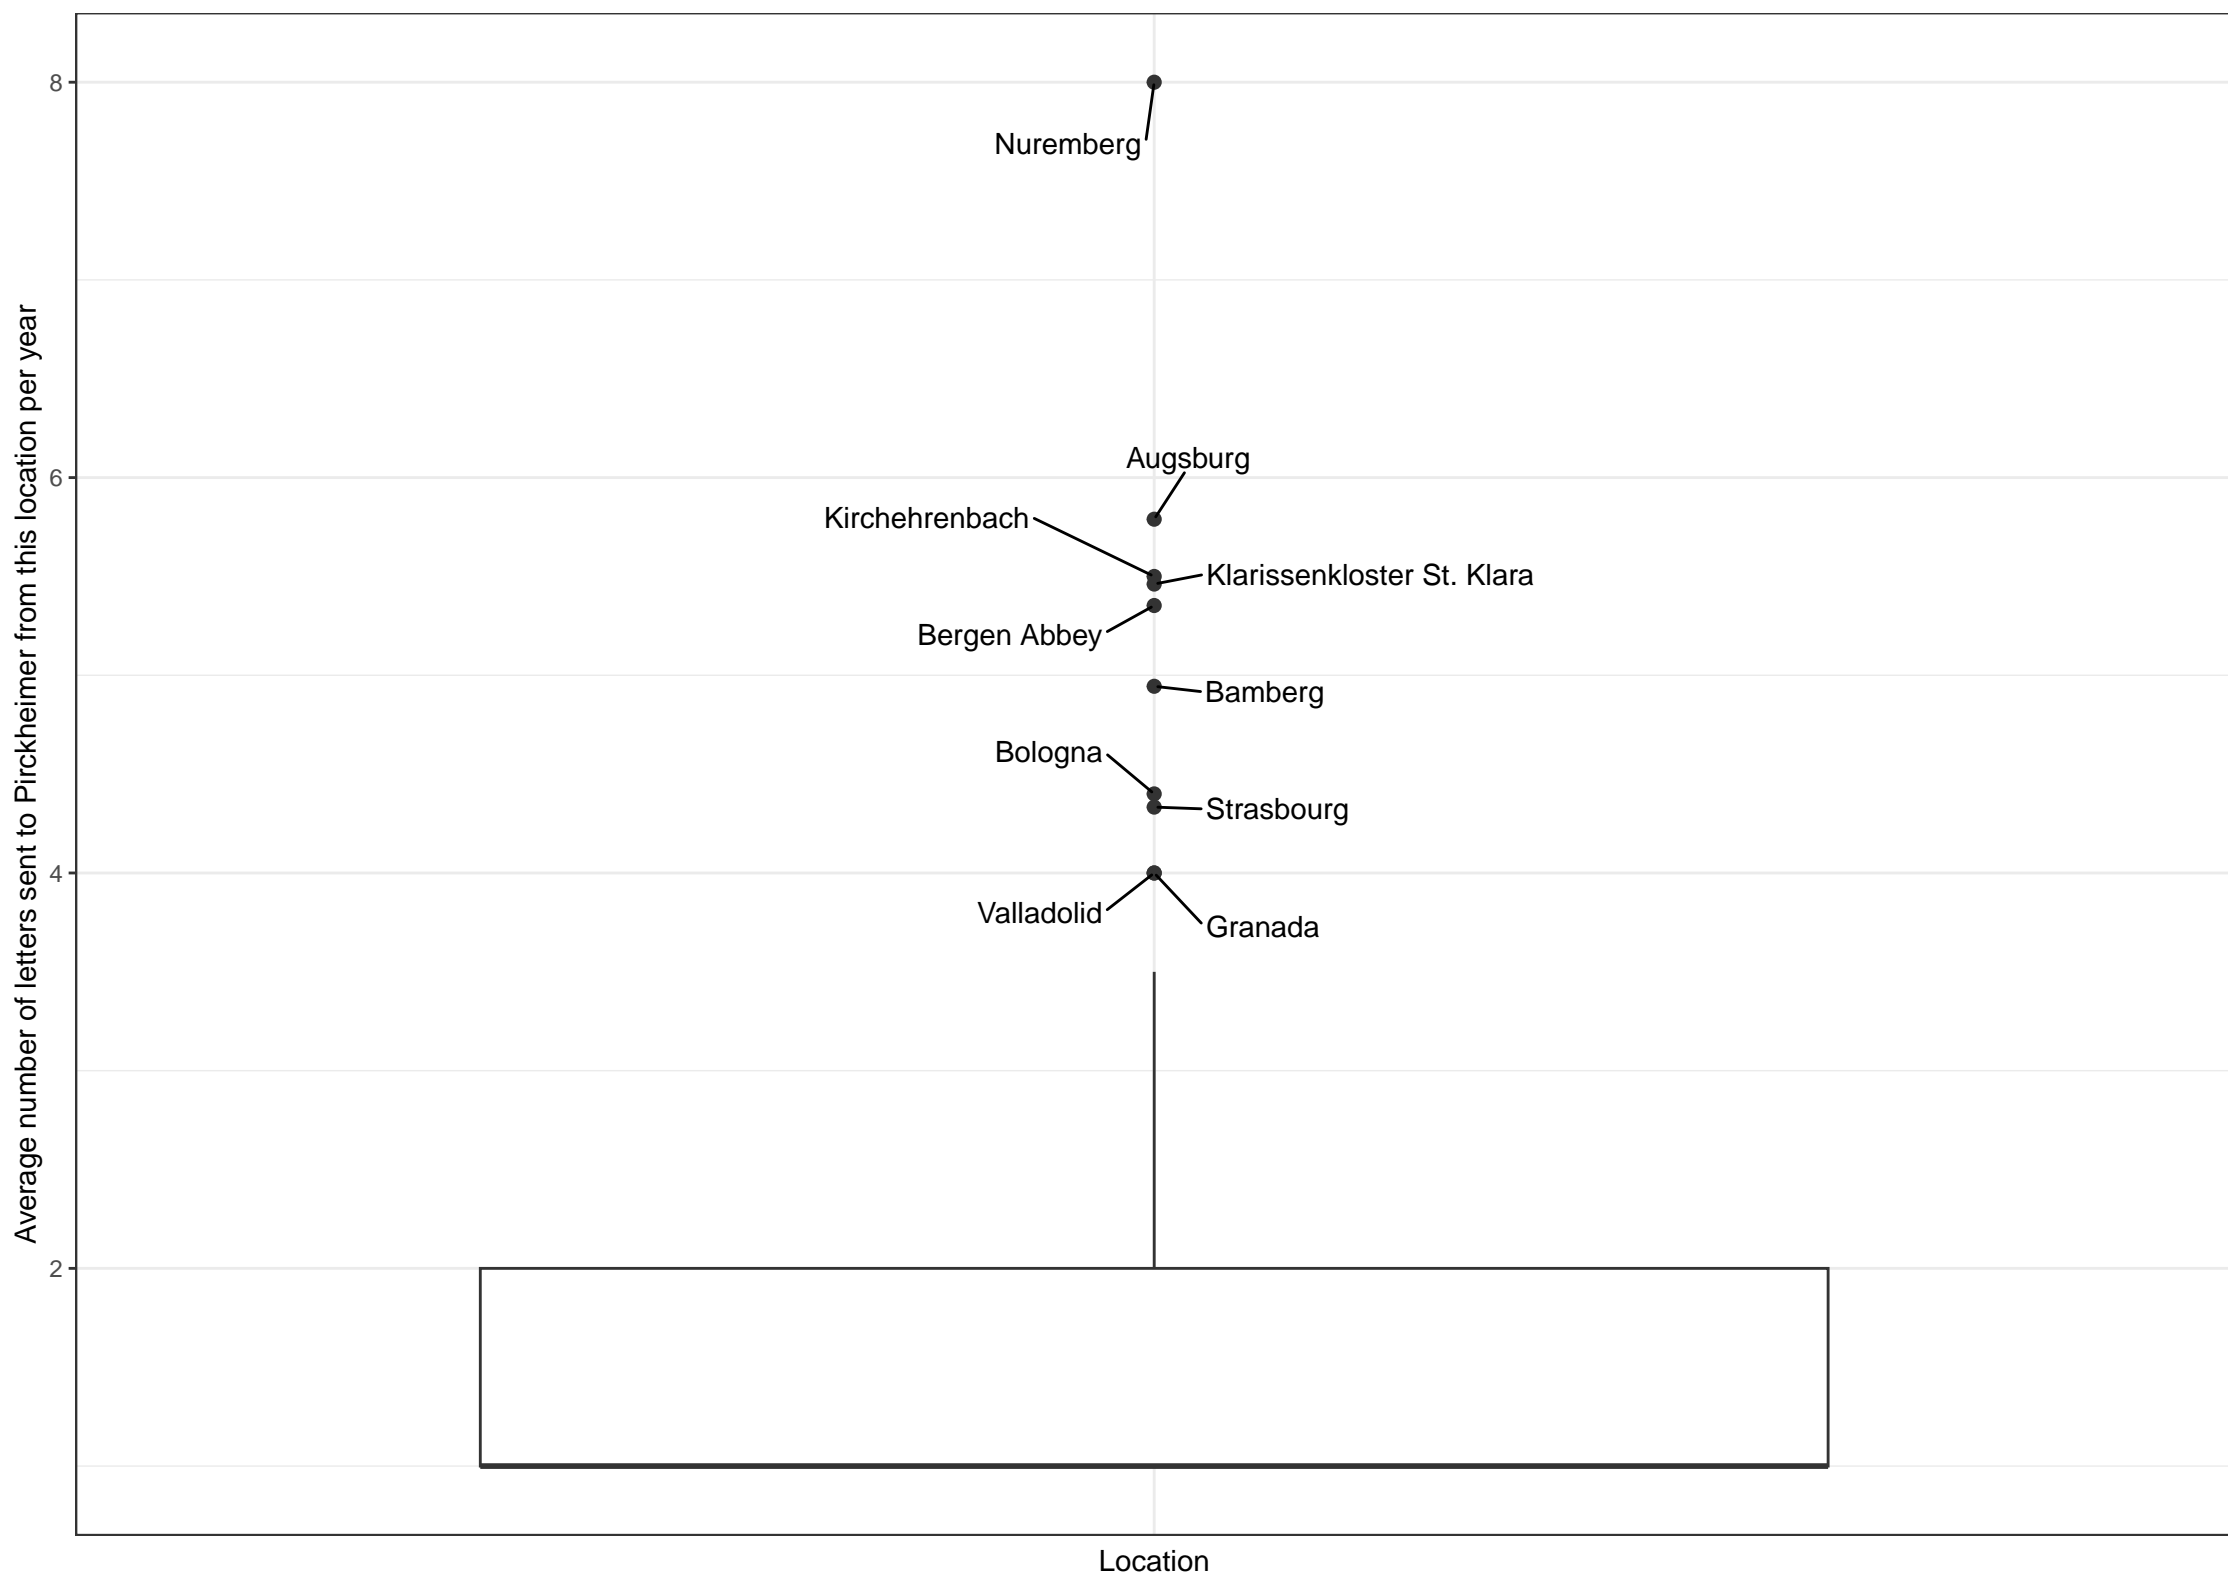 Average number of letters sent to Pirckheimer from this location per year
8
Nuremberg
Augsburg
6
Kirchehrenbach
Klarissenkloster St. Klara
Bergen Abbey
Bamberg
Bologna
Strasbourg
4
Valladolid
Granada
2
Location